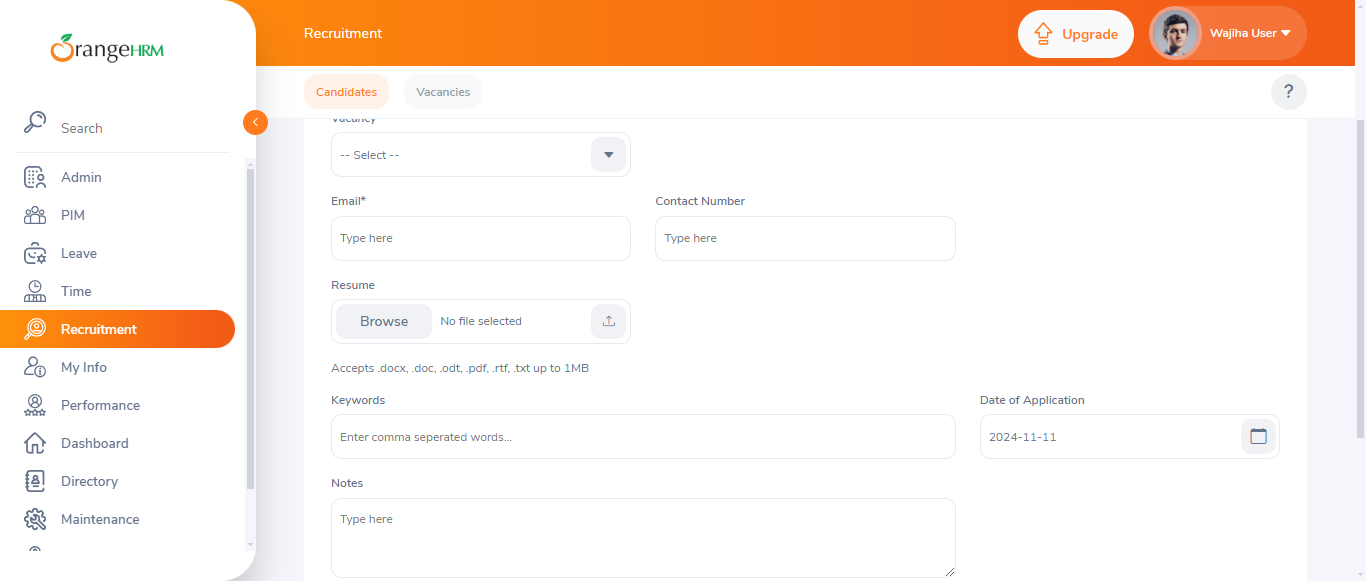 OrangeHRM
Recruitment
Upgrade
Wajiha User
Candidates
Vacancies
?
Search
Admin
PIM
Leave
Time
Recruitment
My Info
Performance
Dashboard
Directory
Maintenance
Vacancy
-- Select --
Email*
Contact Number
Type here
Type here
Resume
Browse
No file selected
Accepts .docx, .doc, .odt, .pdf, .rtf, .txt up to 1MB
Keywords
Date of Application
Enter comma seperated words...
2024-11-11
Notes
Type here